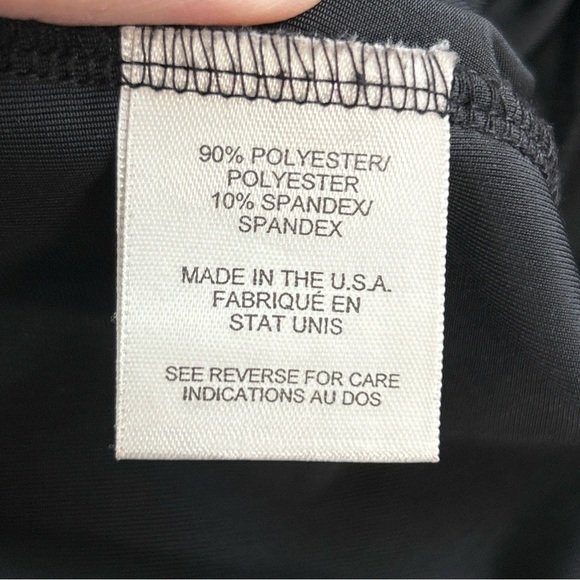 90% POLYESTER/
POLYESTER
10% SPANDEX/
SPANDEX
MADE IN THE U.S.A.
FABRIQUÉ EN
STAT UNIS
SEE REVERSE FOR CARE
INDICATIONS AU DOS